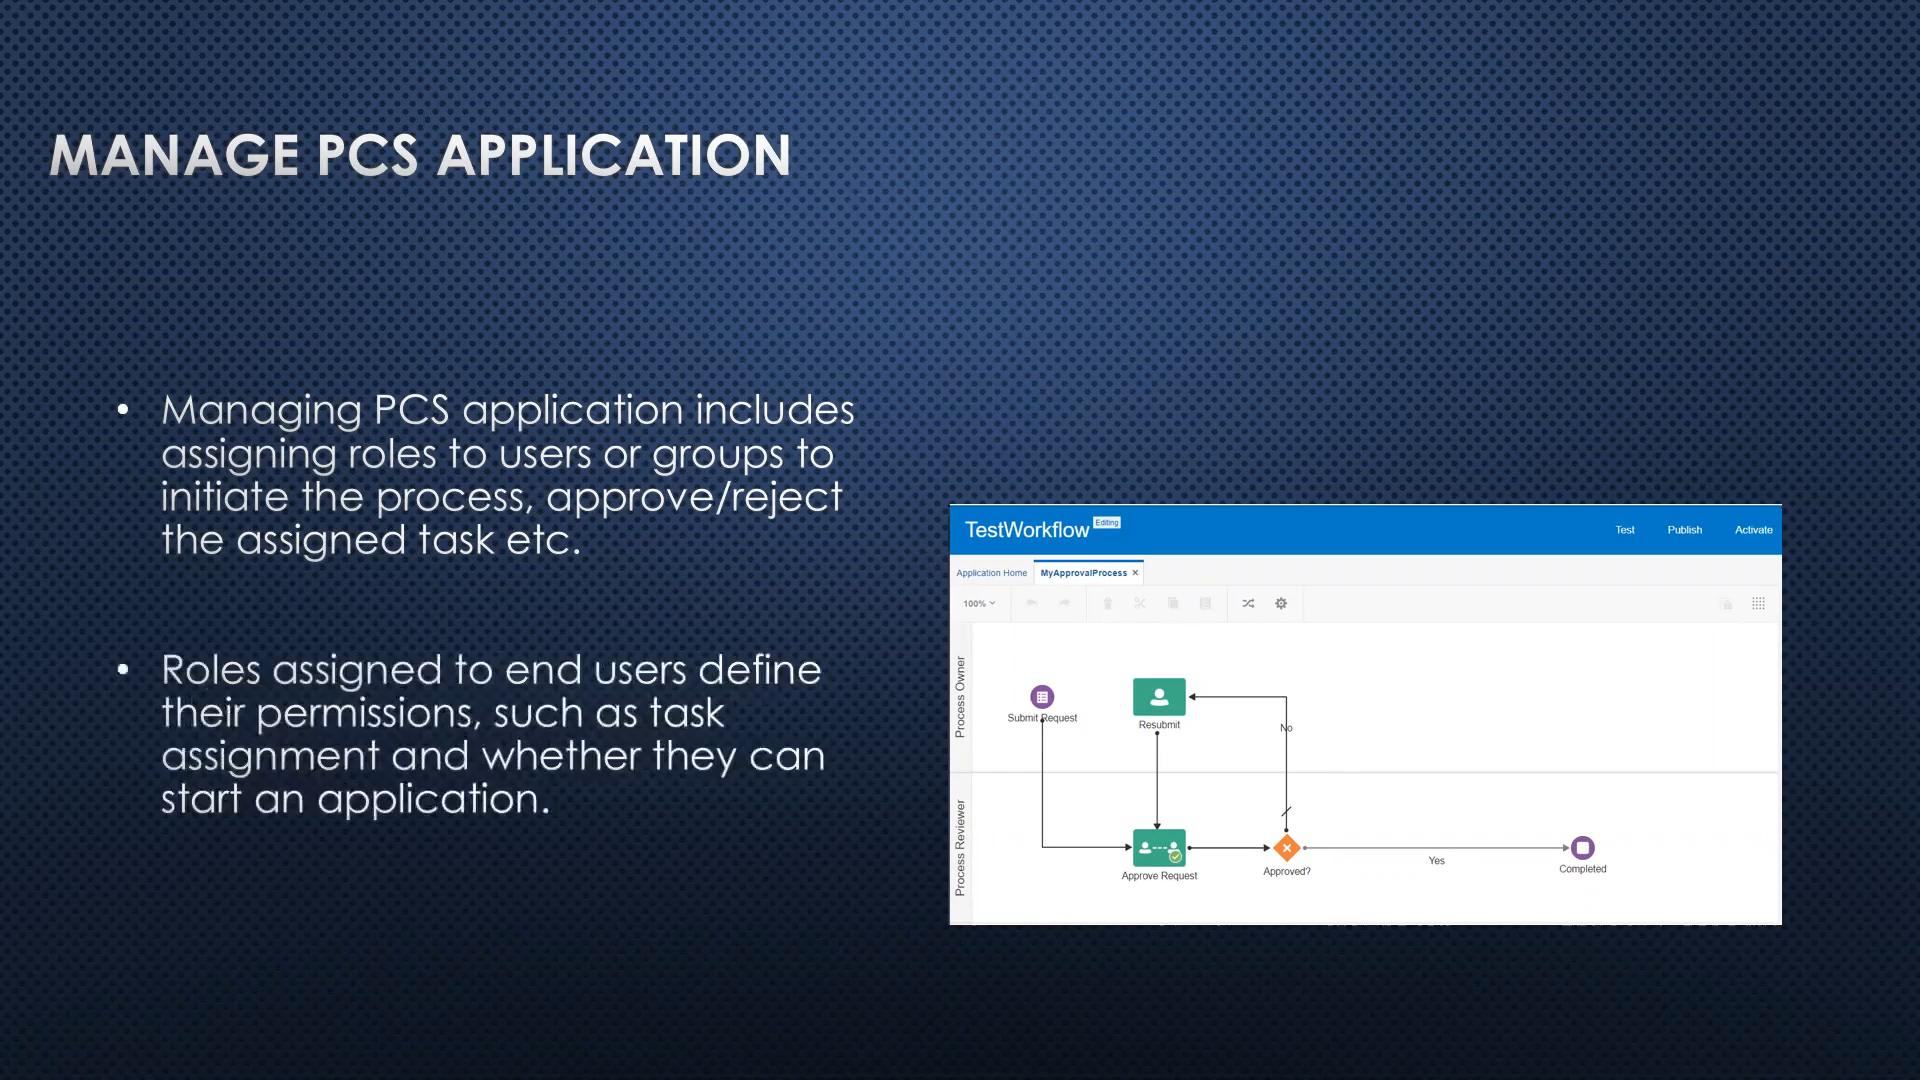 MANAGE PCS APPLICATION
• Managing PCS application includes
assigning roles to users or groups to
initiate the process, approve/reject
the assigned task etc.
• Roles assigned to end users define
their permissions, such as task
assignment and whether they can
start an application.
TestWorkflow Editing
Test Publish Activate
Application Home MyApprovalProcess ×
100%
Process Owner
Submit Request
Resubmit
No
Process Reviewer
Approve Request
Approved?
Yes
Completed